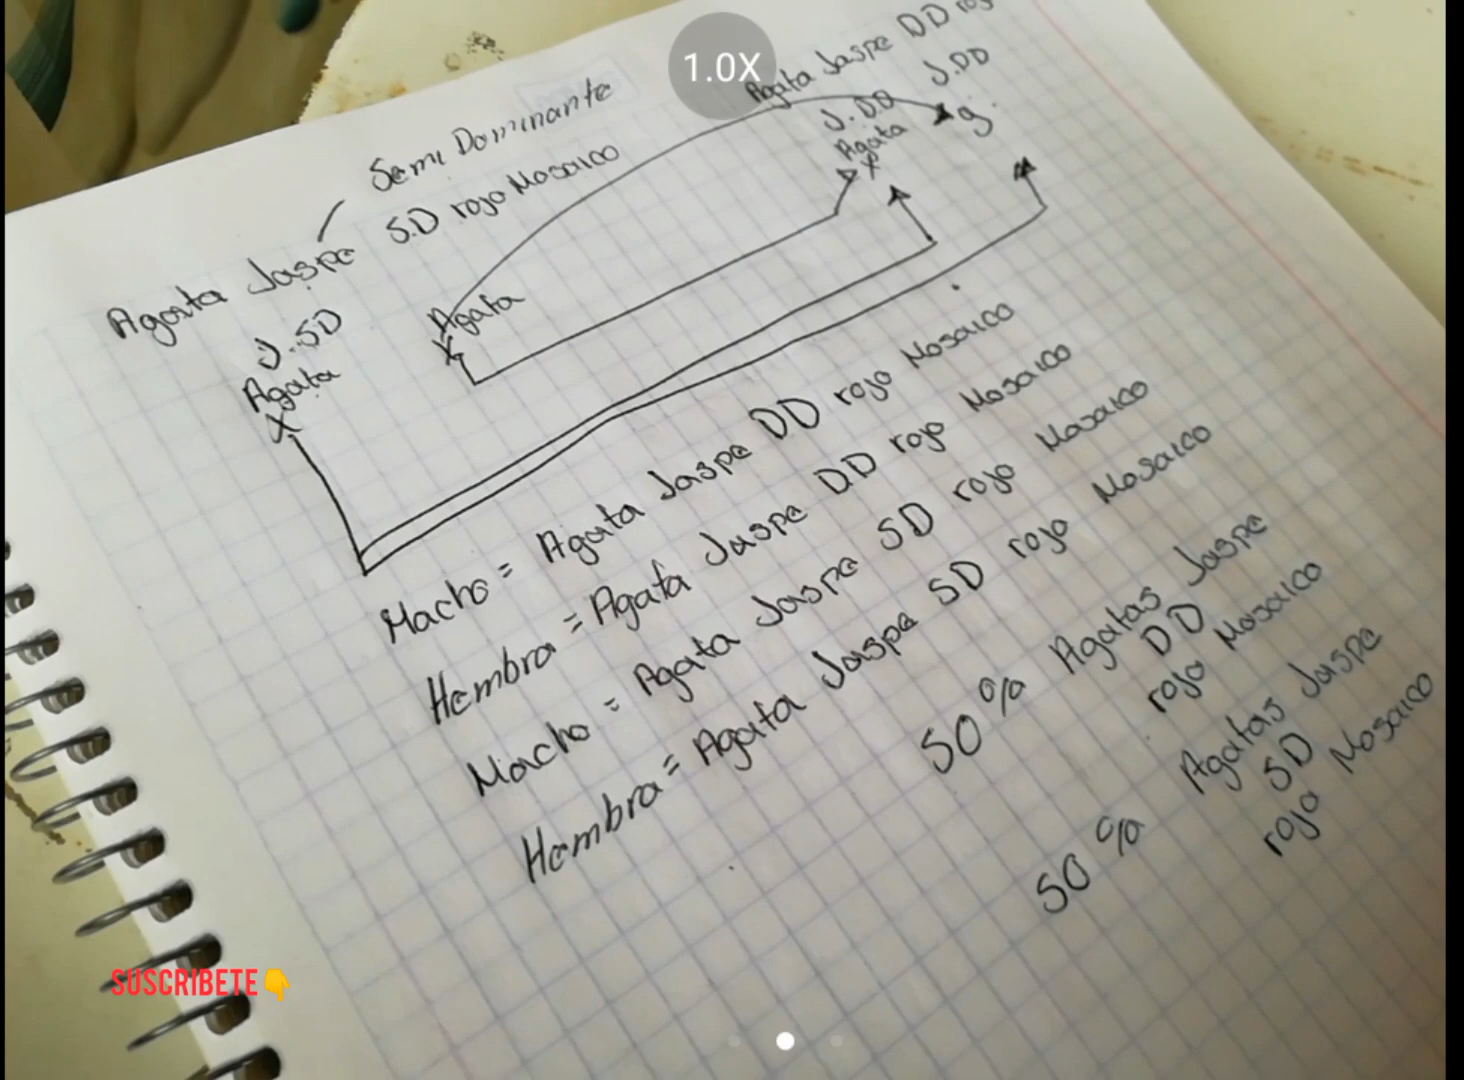 1.0X
Semi Dominante
Agata Jaspe S.D rojo Mosaico
Agata Jaspe DD
J.SD
Agata
X
Agata
X
J.DD
Agata
X
J.DD
g
Macho = Agata Jaspe DD rojo Mosaico
Hembra = Agata Jaspe DD rojo Mosaico
Macho = Agata Jaspe SD rojo Mosaico
Hembra = Agata Jaspe SD rojo Mosaico
50% Agatas Jaspe
DD
rojo Mosaico
50% Agatas Jaspe
SD
rojo Mosaico
SUSCRIBETE